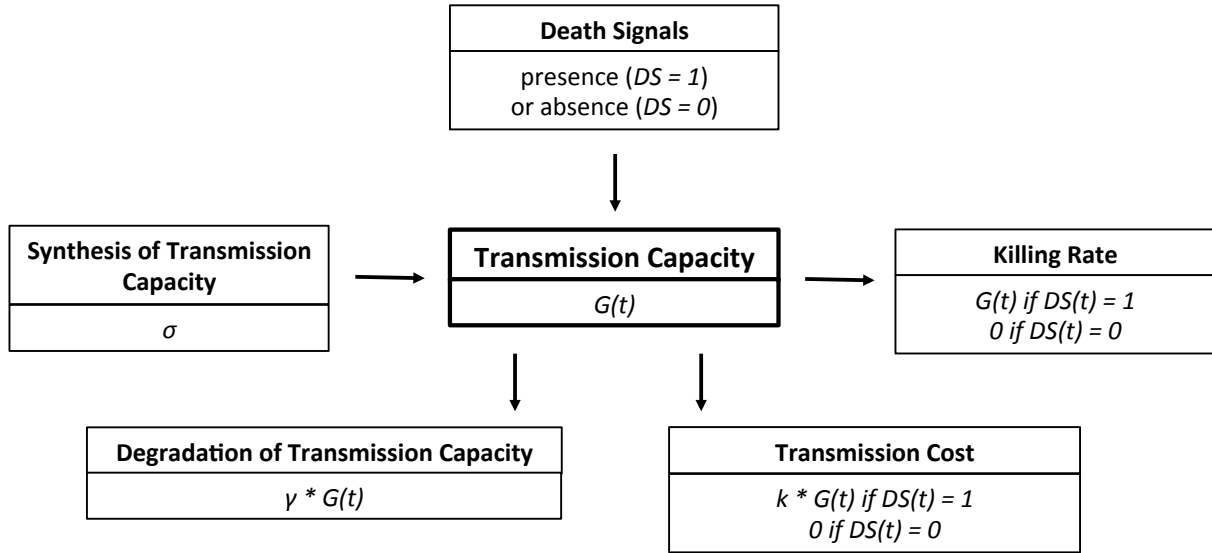 Death Signals
presence (DS = 1)
or absence (DS = 0)
Synthesis of Transmission
Capacity
σ
Transmission Capacity
G(t)
Killing Rate
G(t) if DS(t) = 1
0 if DS(t) = 0
Degradation of Transmission Capacity
γ * G(t)
Transmission Cost
k * G(t) if DS(t) = 1
0 if DS(t) = 0